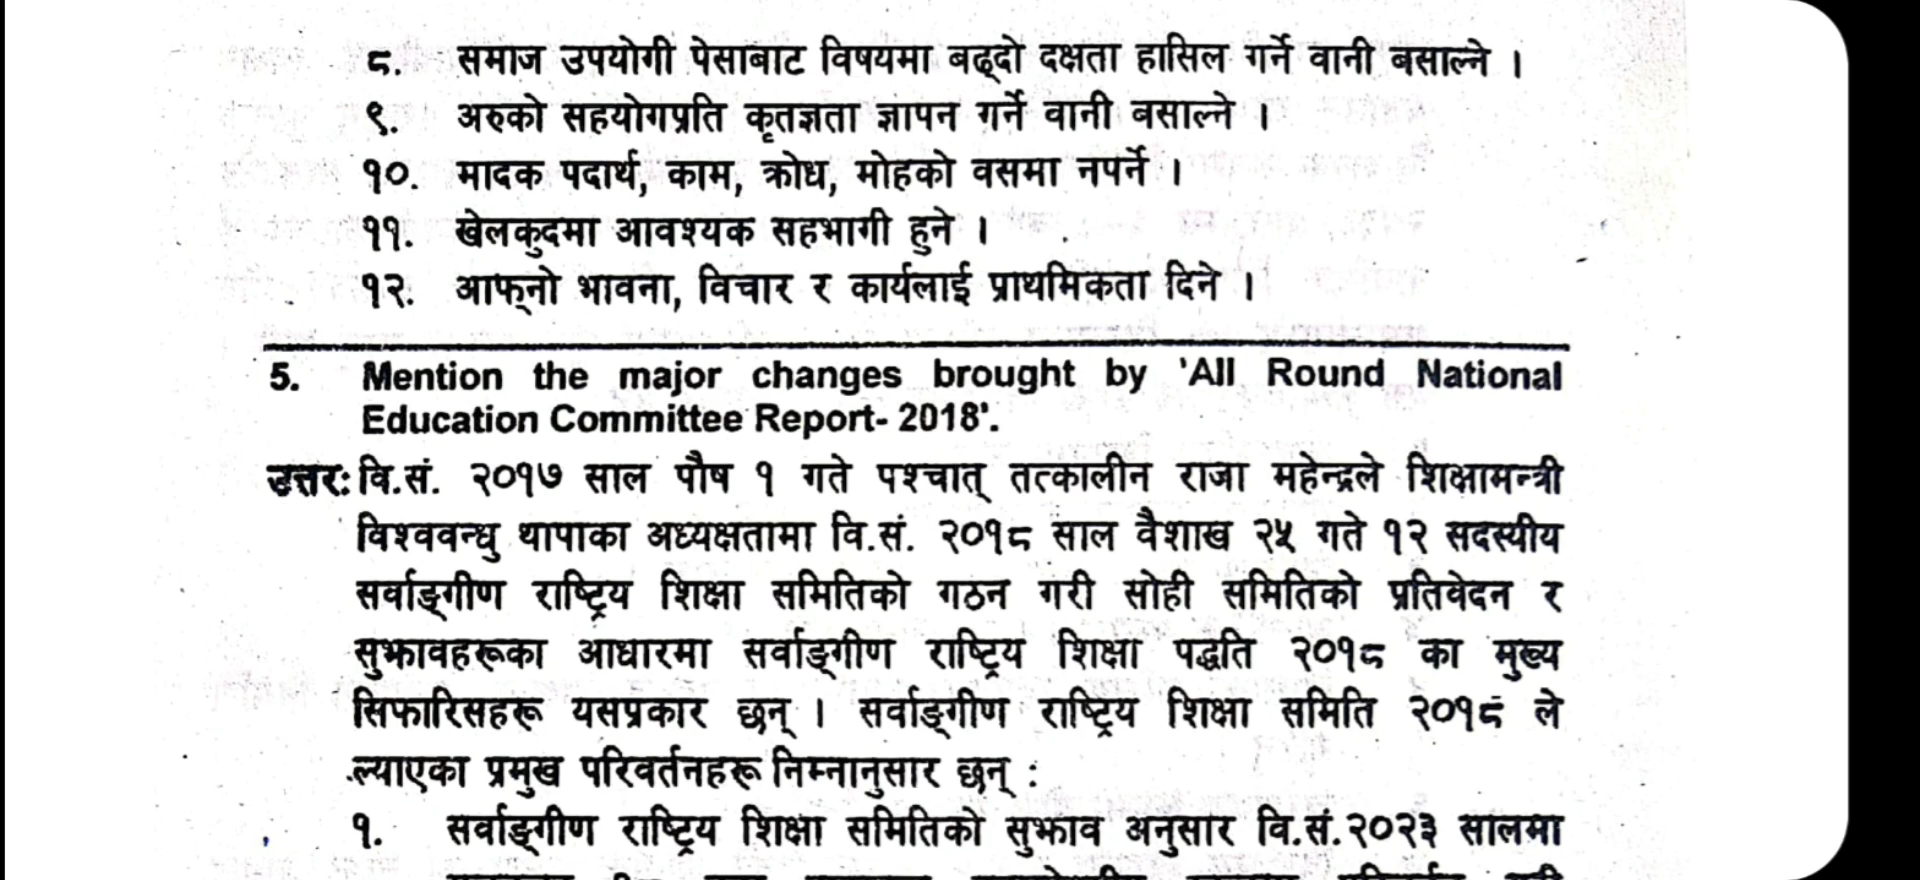 ८. समाज उपयोगी पेसाबाट विषयमा बढ्दो दक्षता हासिल गर्ने वानी बसाल्ने ।
९. अरुको सहयोगप्रति कृतज्ञता ज्ञापन गर्ने वानी बसाल्ने ।
१०. मादक पदार्थ, काम, क्रोध, मोहको वसमा नपर्ने ।
११. खेलकुदमा आवश्यक सहभागी हुने ।
१२. आफ्नो भावना, विचार र कार्यलाई प्राथमिकता दिने ।
5. Mention the major changes brought by 'All Round National
Education Committee Report- 2018'.
उत्तर: वि.सं. २०१७ साल पौष १ गते पश्चात् तत्कालीन राजा महेन्द्रले शिक्षामन्त्री
विश्ववन्धु थापाका अध्यक्षतामा वि.सं. २०१८ साल वैशाख २५ गते १२ सदस्यीय
सर्वाङ्गीण राष्ट्रिय शिक्षा समितिको गठन गरी सोही समितिको प्रतिवेदन र
सुझावहरूका आधारमा सर्वाङ्गीण राष्ट्रिय शिक्षा पद्धति २०१८ का मुख्य
सिफारिसहरू यसप्रकार छन् । सर्वाङ्गीण राष्ट्रिय शिक्षा समिति २०१८ ले
ल्याएका प्रमुख परिवर्तनहरू निम्नानुसार छन् :
१. सर्वाङ्गीण राष्ट्रिय शिक्षा समितिको सुझाव अनुसार वि.सं.२०२३ सालमा